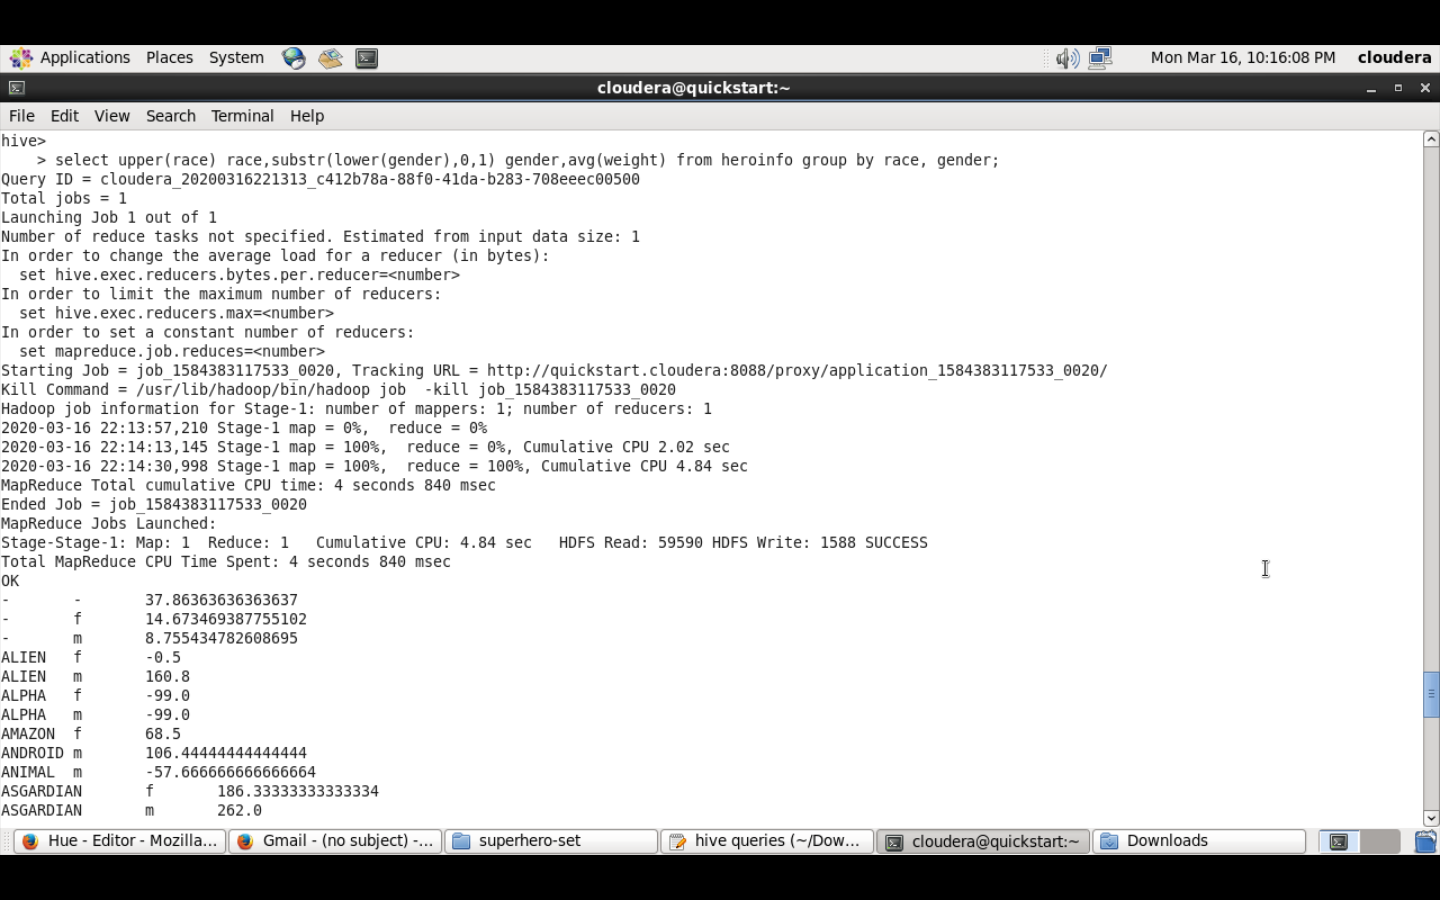 Applications Places System Mon Mar 16, 10:16:08 PM cloudera
cloudera@quickstart:~
File Edit View Search Terminal Help
hive>
    > select upper(race) race,substr(lower(gender),0,1) gender,avg(weight) from heroinfo group by race, gender;
Query ID = cloudera_20200316221313_c412b78a-88f0-41da-b283-708eeec00500
Total jobs = 1
Launching Job 1 out of 1
Number of reduce tasks not specified. Estimated from input data size: 1
In order to change the average load for a reducer (in bytes):
  set hive.exec.reducers.bytes.per.reducer=<number>
In order to limit the maximum number of reducers:
  set hive.exec.reducers.max=<number>
In order to set a constant number of reducers:
  set mapreduce.job.reduces=<number>
Starting Job = job_1584383117533_0020, Tracking URL = http://quickstart.cloudera:8088/proxy/application_1584383117533_0020/
Kill Command = /usr/lib/hadoop/bin/hadoop job  -kill job_1584383117533_0020
Hadoop job information for Stage-1: number of mappers: 1; number of reducers: 1
2020-03-16 22:13:57,210 Stage-1 map = 0%,  reduce = 0%
2020-03-16 22:14:13,145 Stage-1 map = 100%,  reduce = 0%, Cumulative CPU 2.02 sec
2020-03-16 22:14:30,998 Stage-1 map = 100%,  reduce = 100%, Cumulative CPU 4.84 sec
MapReduce Total cumulative CPU time: 4 seconds 840 msec
Ended Job = job_1584383117533_0020
MapReduce Jobs Launched:
Stage-Stage-1: Map: 1  Reduce: 1   Cumulative CPU: 4.84 sec   HDFS Read: 59590 HDFS Write: 1588 SUCCESS
Total MapReduce CPU Time Spent: 4 seconds 840 msec
OK
-	-	37.86363636363637
-	f	14.673469387755102
-	m	8.755434782608695
ALIEN	f	-0.5
ALIEN	m	160.8
ALPHA	f	-99.0
ALPHA	m	-99.0
AMAZON	f	68.5
ANDROID	m	106.44444444444444
ANIMAL	m	-57.666666666666664
ASGARDIAN	f	186.33333333333334
ASGARDIAN	m	262.0
Hue - Editor - Mozilla... Gmail - (no subject) -... superhero-set hive queries (~/Dow... cloudera@quickstart:~ Downloads